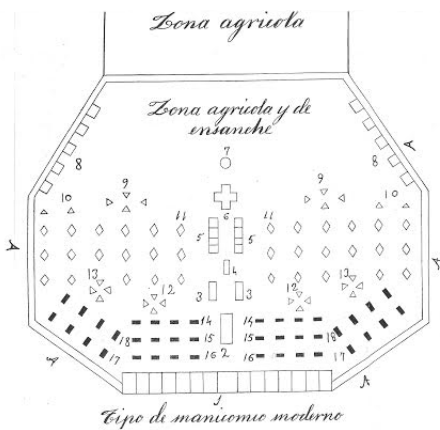 Zona agricola
Zona agricola y de
ensanche
7
A
8 8
9 9
10 10
6
11 11
5 5
A A
4
13 13
12 12
3 3
14 14
18 15 15 18
A 17 16 2 16 17 A
1
Tipo de manicomio moderno